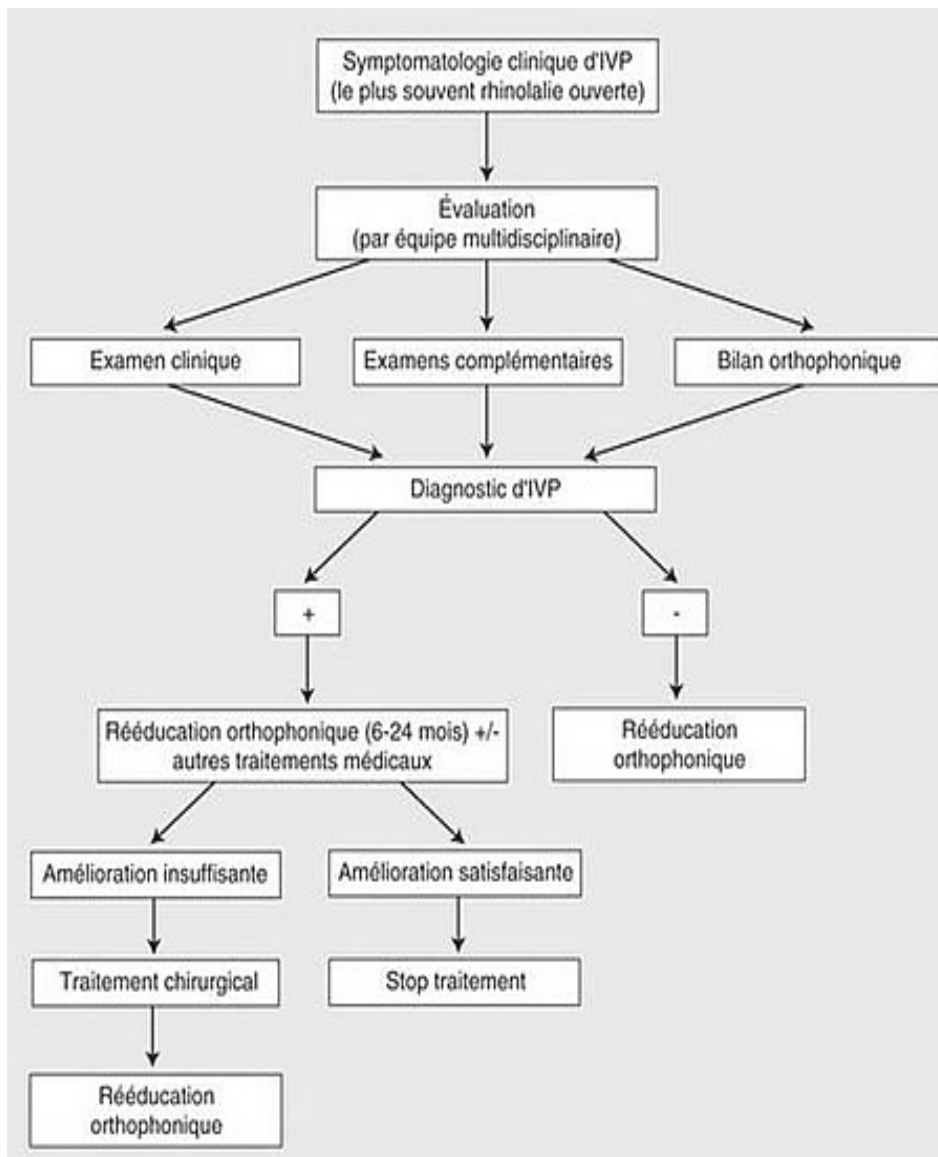 Symptomatologie clinique d'IVP
(le plus souvent rhinolalie ouverte)
Évaluation
(par équipe multidisciplinaire)
Examen clinique
Examens complémentaires
Bilan orthophonique
Diagnostic d'IVP
+
-
Rééducation orthophonique (6-24 mois) +/-
autres traitements médicaux
Rééducation
orthophonique
Amélioration insuffisante
Amélioration satisfaisante
Traitement chirurgical
Stop traitement
Rééducation
orthophonique